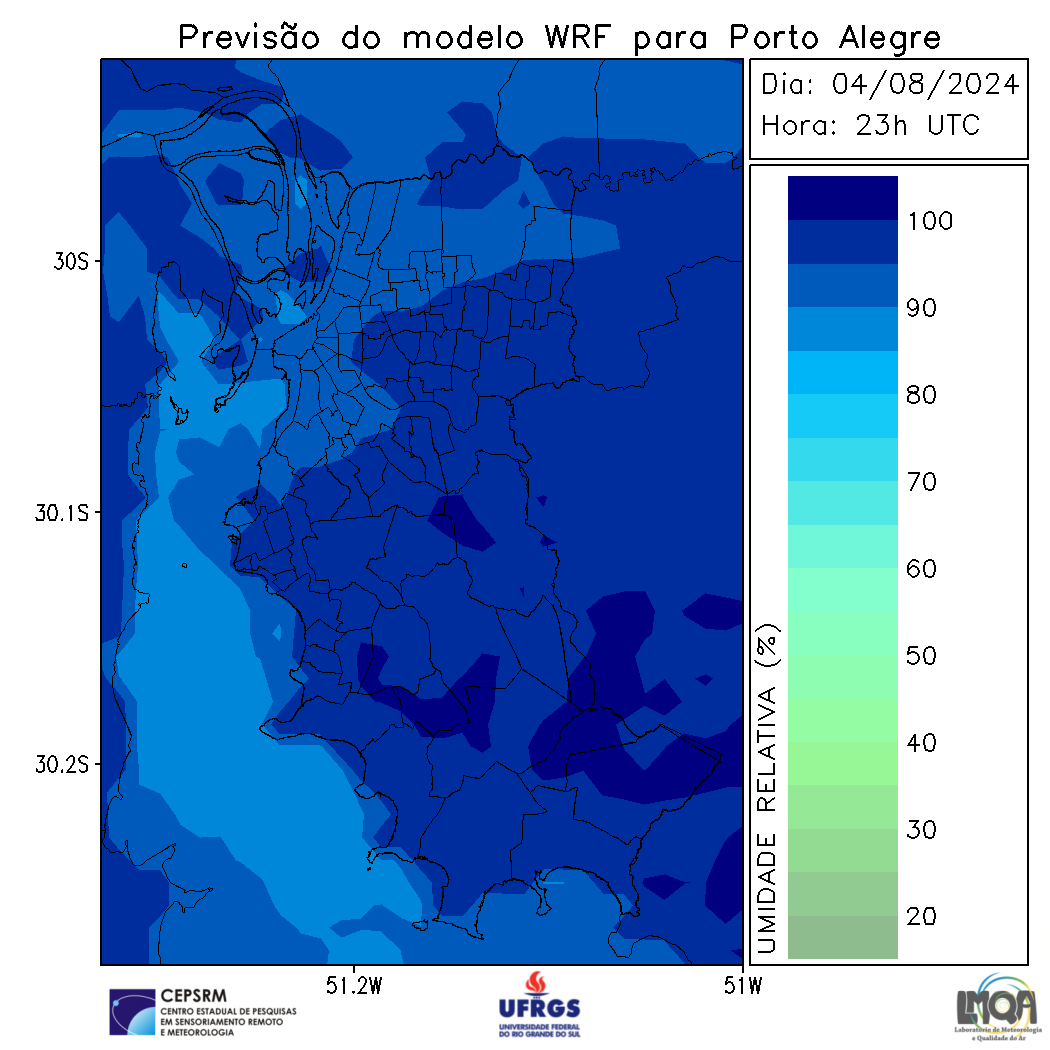 Previsão do modelo WRF para Porto Alegre
Dia: 04/08/2024
Hora: 23h UTC
100
90
80
70
60
50
40
30
20
UMIDADE RELATIVA (%)
30S
30.1S
30.2S
51.2W
51W
CEPSRM
CENTRO ESTADUAL DE PESQUISAS
EM SENSORIAMENTO REMOTO
E METEOROLOGIA
UFRGS
UNIVERSIDADE FEDERAL
DO RIO GRANDE DO SUL
LMQA
Laboratório de Meteorologia
e Qualidade do Ar